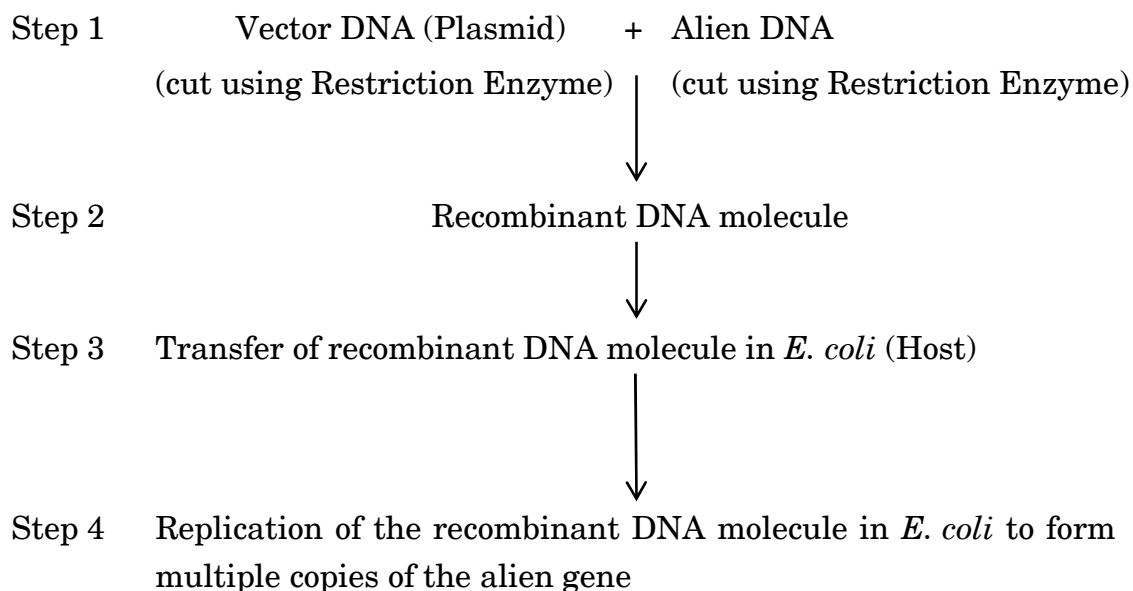 Step 1 Vector DNA (Plasmid) + Alien DNA
(cut using Restriction Enzyme) (cut using Restriction Enzyme)
Step 2 Recombinant DNA molecule
Step 3 Transfer of recombinant DNA molecule in E. coli (Host)
Step 4 Replication of the recombinant DNA molecule in E. coli to form
multiple copies of the alien gene